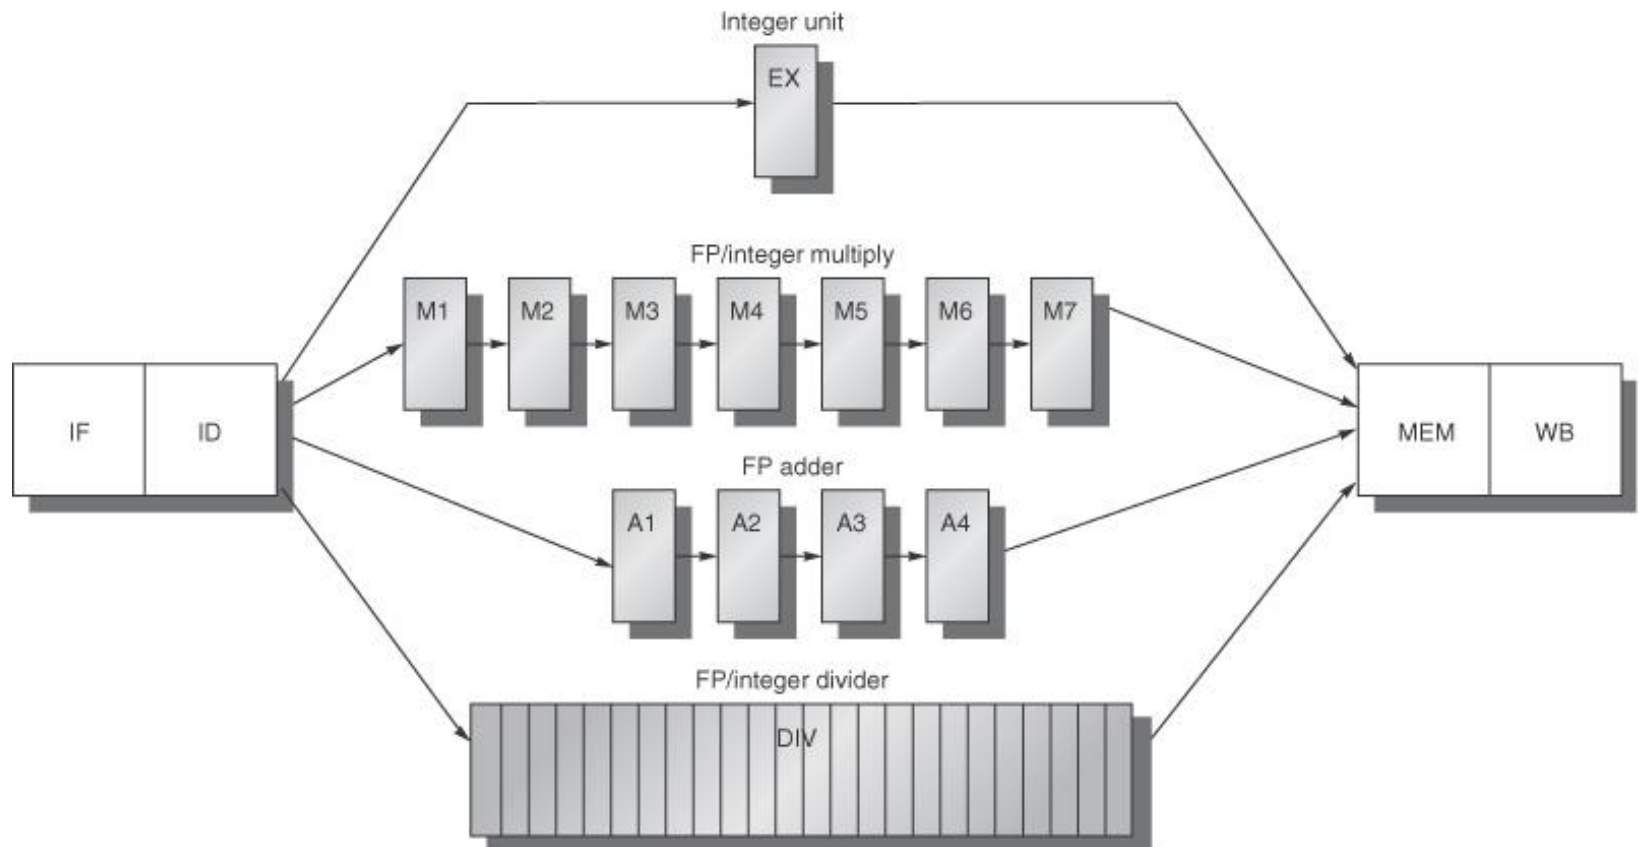 Integer unit
EX
FP/integer multiply
M1 M2 M3 M4 M5 M6 M7
IF ID
MEM WB
FP adder
A1 A2 A3 A4
FP/integer divider
DIV